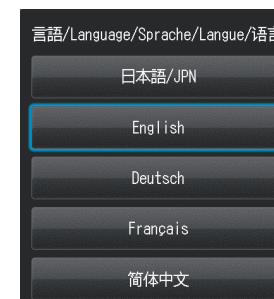 言語/Language/Sprache/Langue/语言
日本語/JPN
English
Deutsch
Français
简体中文